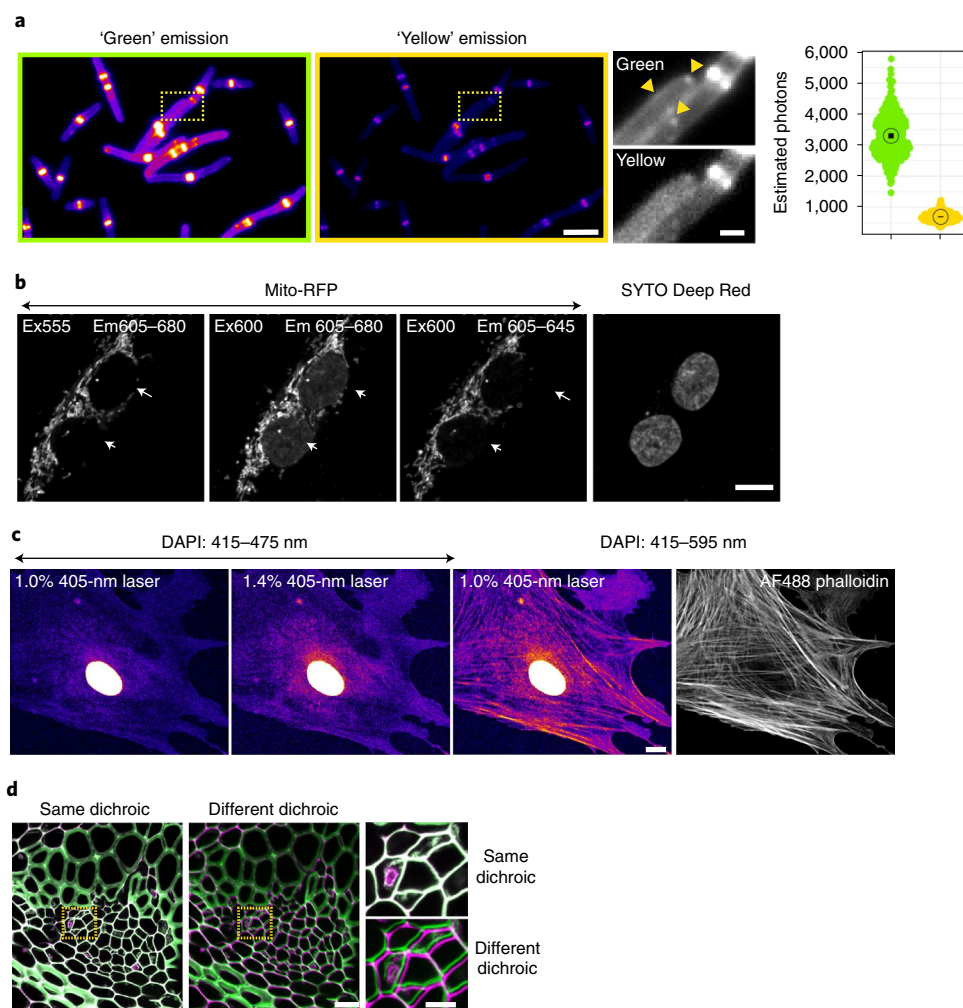 a
‘Green’ emission
‘Yellow’ emission
Green
Yellow
Estimated photons
6,000
5,000
4,000
3,000
2,000
1,000
b
Mito-RFP
SYTO Deep Red
Ex555 Em605–680
Ex600 Em 605–680
Ex600 Em 605–645
c
DAPI: 415–475 nm
DAPI: 415–595 nm
1.0% 405-nm laser
1.4% 405-nm laser
1.0% 405-nm laser
AF488 phalloidin
d
Same dichroic
Different dichroic
Same
dichroic
Different
dichroic